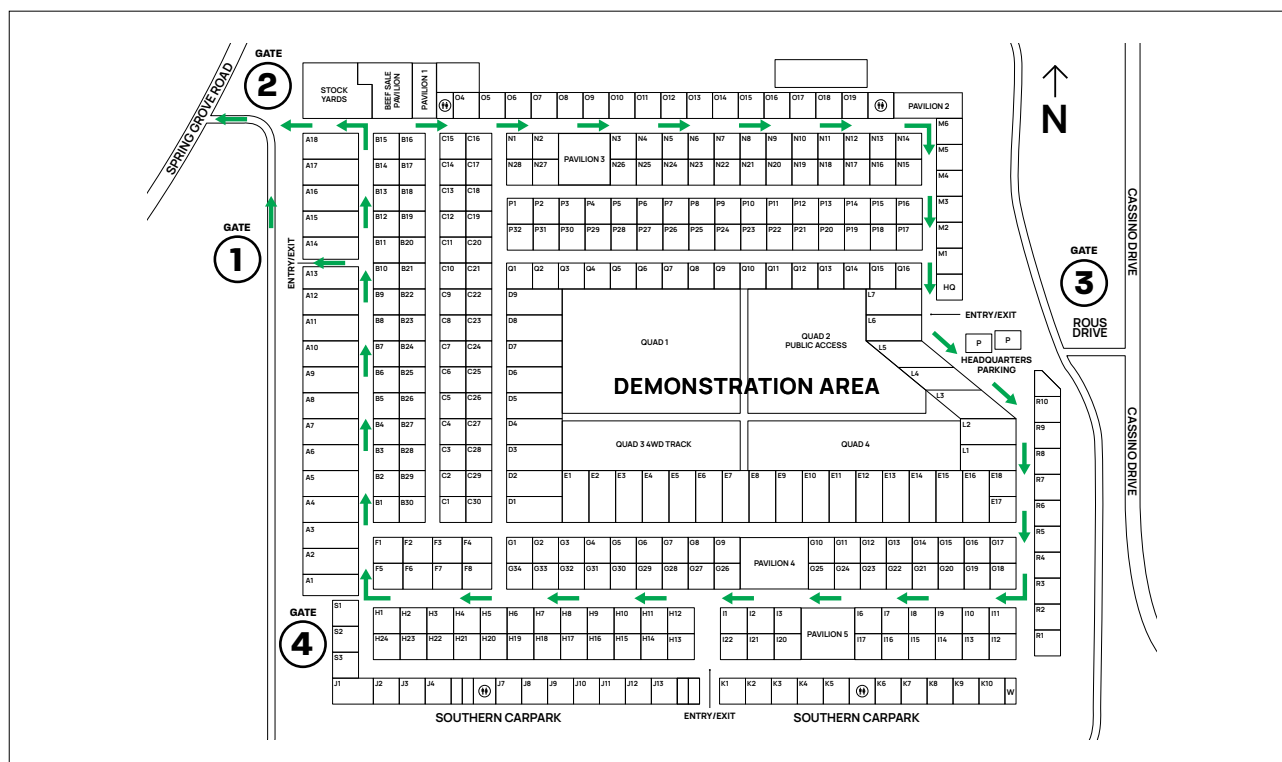 GATE
2
SPRING GROVE ROAD
STOCK
YARDS
BEEF SALE
PAVILION
PAVILION 1
O4 O5 O6 O7 O8 O9 O10 O11 O12 O13 O14 O15 O16 O17 O18 O19
PAVILION 2
N
A18 B15 B16 C15 C16 N1 N2 PAVILION 3 N3 N4 N5 N6 N7 N8 N9 N10 N11 N12 N13 N14 M6
A17 B14 B17 C14 C17 N28 N27 N26 N25 N24 N23 N22 N21 N20 N19 N18 N17 N16 N15 M5
A16 B13 B18 C13 C18 M4
A15 B12 B19 C12 C19 P1 P2 P3 P4 P5 P6 P7 P8 P9 P10 P11 P12 P13 P14 P15 P16 M3
GATE
1
ENTRY/EXIT
A14 B11 B20 C11 C20 P32 P31 P30 P29 P28 P27 P26 P25 P24 P23 P22 P21 P20 P19 P18 P17 M2
A13 B10 B21 C10 C21 Q1 Q2 Q3 Q4 Q5 Q6 Q7 Q8 Q9 Q10 Q11 Q12 Q13 Q14 Q15 Q16 M1
HQ
GATE
3
ROUS
DRIVE
CASSINO DRIVE
CASSINO DRIVE
A12 B9 B22 C9 C22 D9 L7
ENTRY/EXIT
A11 B8 B23 C8 C23 D8 L6
QUAD 1
QUAD 2
PUBLIC ACCESS
P P
HEADQUARTERS
PARKING
A10 B7 B24 C7 C24 D7 L5
A9 B6 B25 C6 C25 D6 L4
DEMONSTRATION AREA
A8 B5 B26 C5 C26 D5 L3 R10
A7 B4 B27 C4 C27 D4 L2 R9
QUAD 3 4WD TRACK
QUAD 4
A6 B3 B28 C3 C28 D3 L1 R8
A5 B2 B29 C2 C29 D2 E1 E2 E3 E4 E5 E6 E7 E8 E9 E10 E11 E12 E13 E14 E15 E16 E18 R7
A4 B1 B30 C1 C30 D1 E17 R6
A3 R5
A2 F1 F2 F3 F4 G1 G2 G3 G4 G5 G6 G7 G8 G9 PAVILION 4 G10 G11 G12 G13 G14 G15 G16 G17 R4
A1 F5 F6 F7 F8 G34 G33 G32 G31 G30 G29 G28 G27 G26 G25 G24 G23 G22 G21 G20 G19 G18 R3
GATE
4
S1 H1 H2 H3 H4 H5 H6 H7 H8 H9 H10 H11 H12 I1 I2 I3 PAVILION 5 I6 I7 I8 I9 I10 I11 R2
S2 H24 H23 H22 H21 H20 H19 H18 H17 H16 H15 H14 H13 I22 I21 I20 I17 I16 I15 I14 I13 I12 R1
S3
J1 J2 J3 J4 J7 J8 J9 J10 J11 J12 J13 K1 K2 K3 K4 K5 K6 K7 K8 K9 K10 W
SOUTHERN CARPARK
ENTRY/EXIT
SOUTHERN CARPARK